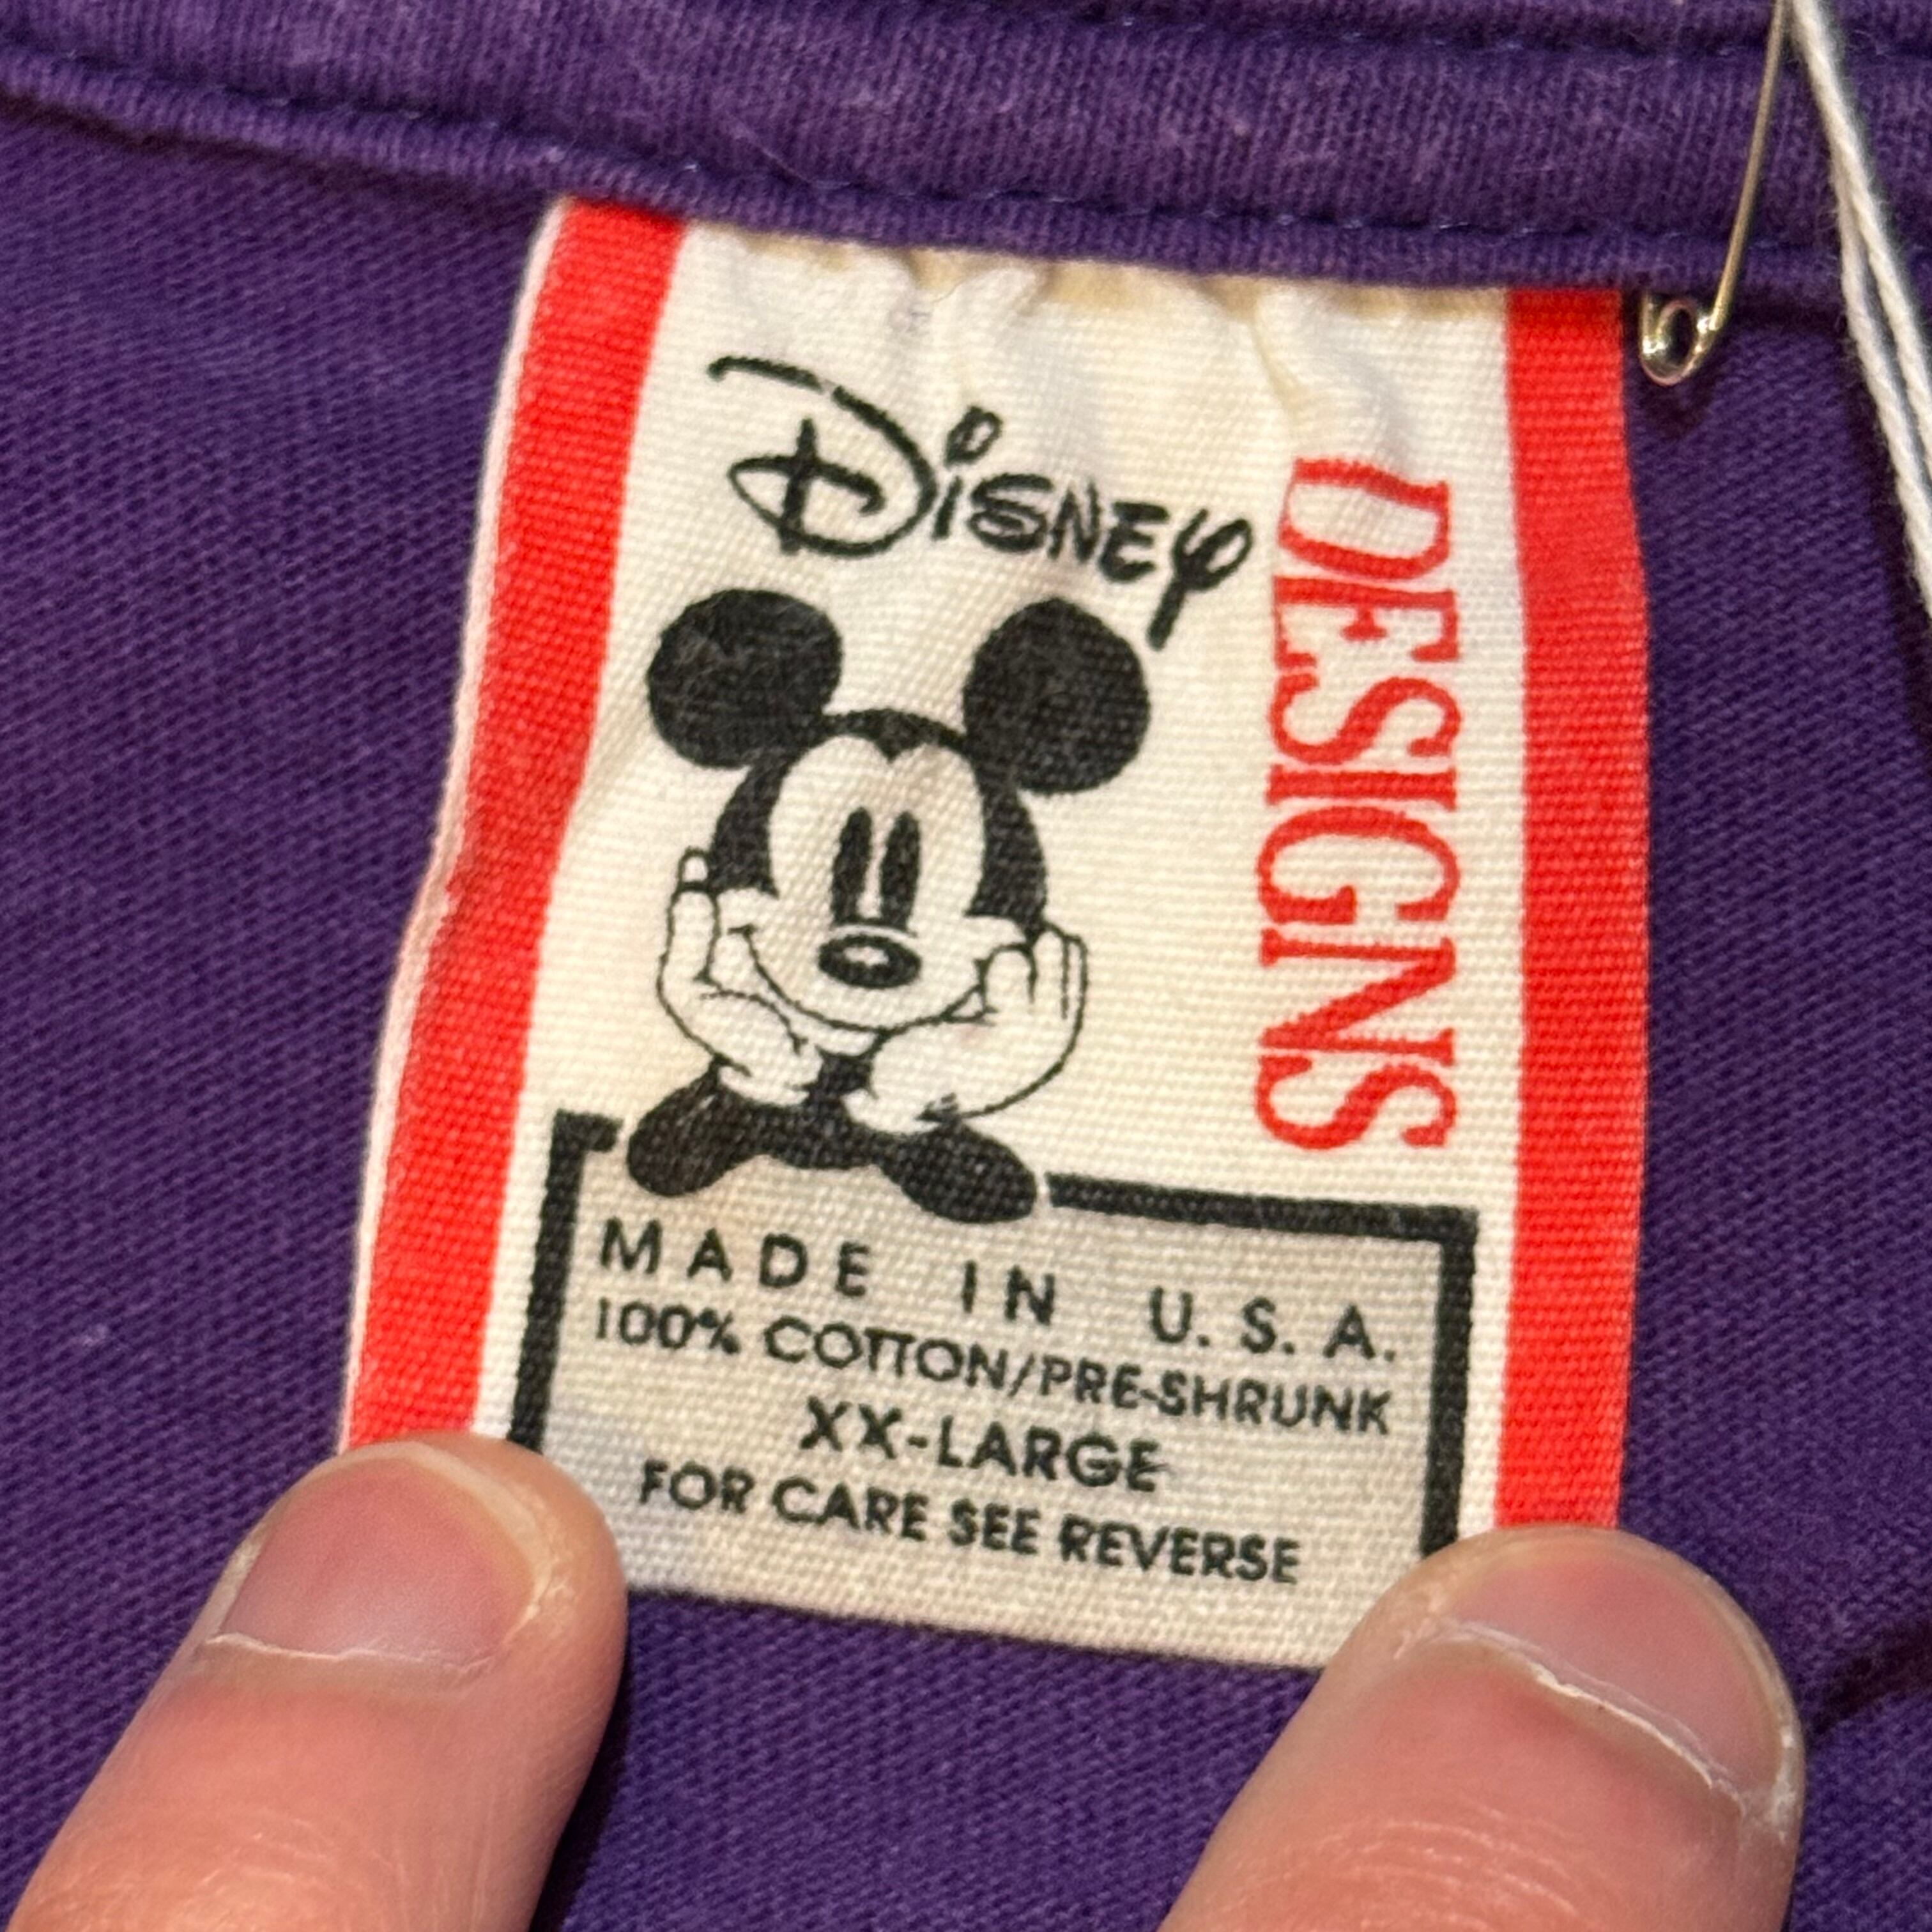 Disney
DESIGNS
MADE IN U.S.A.
100% COTTON/PRE-SHRUNK
XX-LARGE
FOR CARE SEE REVERSE